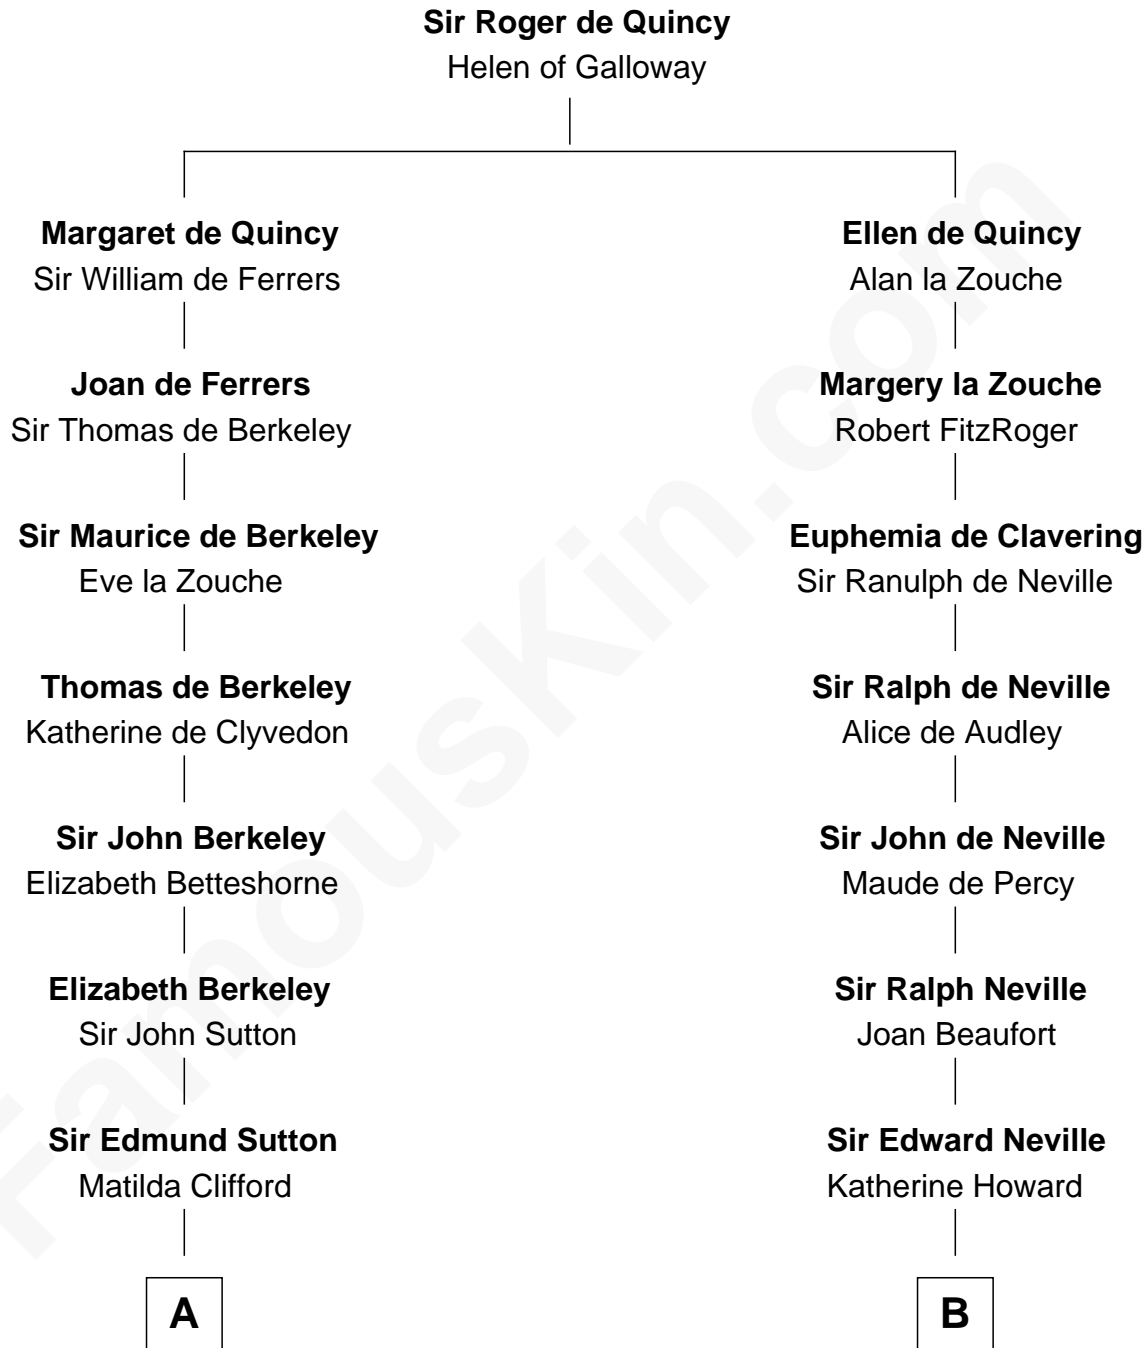 Sir Roger de Quincy
Helen of Galloway
Margaret de Quincy
Sir William de Ferrers
Ellen de Quincy
Alan la Zouche
Joan de Ferrers
Sir Thomas de Berkeley
Margery la Zouche
Robert FitzRoger
Sir Maurice de Berkeley
Eve la Zouche
Euphemia de Clavering
Sir Ranulph de Neville
Thomas de Berkeley
Katherine de Clyvedon
Sir Ralph de Neville
Alice de Audley
Sir John Berkeley
Elizabeth Betteshorne
Sir John de Neville
Maude de Percy
Elizabeth Berkeley
Sir John Sutton
Sir Ralph Neville
Joan Beaufort
Sir Edmund Sutton
Matilda Clifford
Sir Edward Neville
Katherine Howard
A
B
FamousKin.com